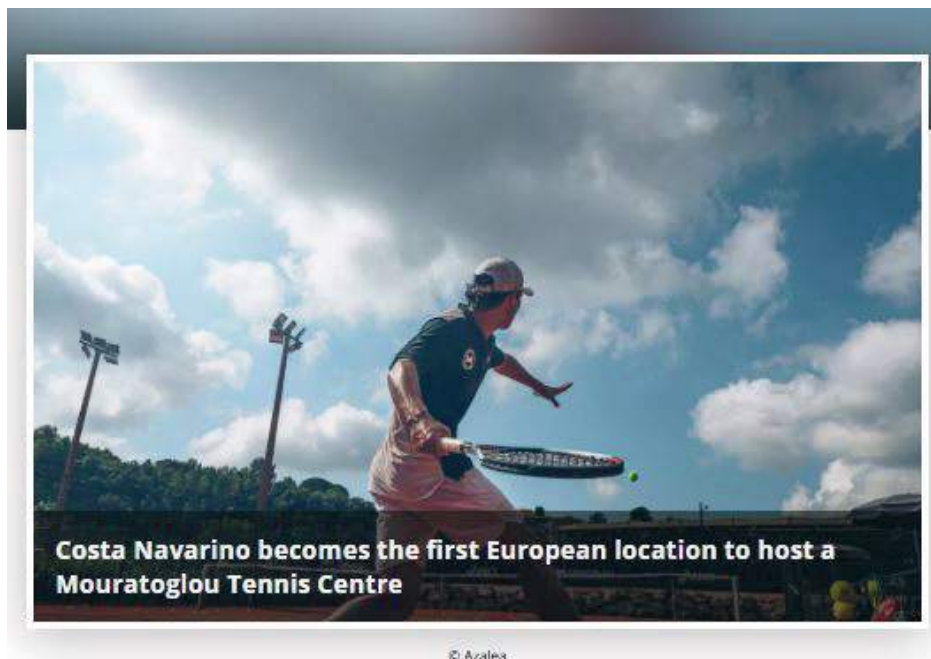 Costa Navarino becomes the first European location to host a
Mouratoglou Tennis Centre
© Azalea